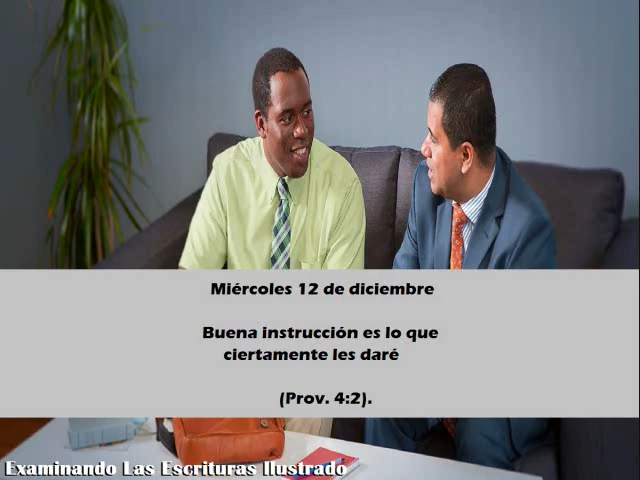 Miércoles 12 de diciembre
Buena instrucción es lo que
ciertamente les daré
(Prov. 4:2).
Examinando Las Escrituras Ilustrado